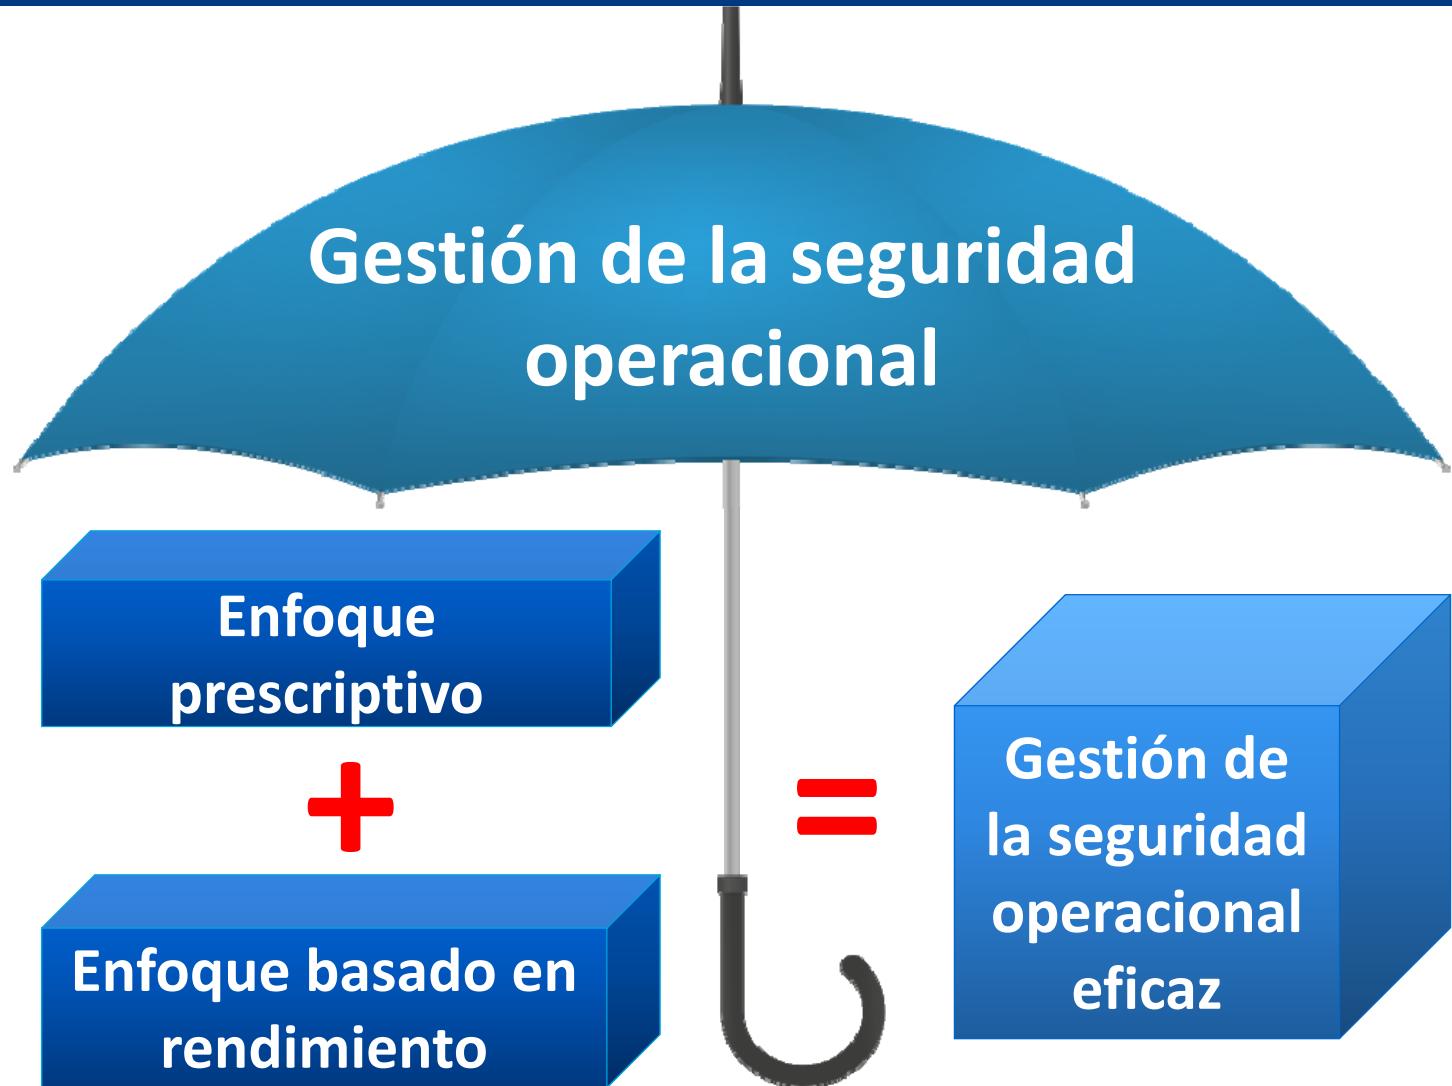 Gestión de la seguridad
operacional
Enfoque
prescriptivo
+
Enfoque basado en
rendimiento
=
Gestión de
la seguridad
operacional
eficaz